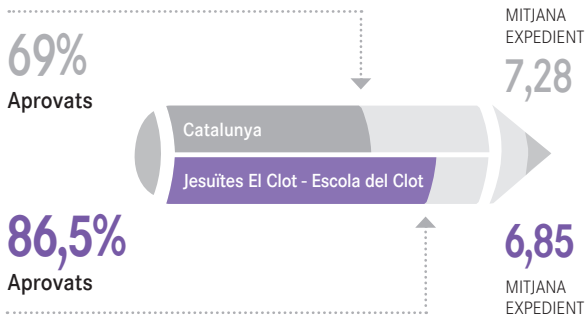 69%
Aprovats
MITJANA
EXPEDIENT
7,28
Catalunya
Jesuïtes El Clot - Escola del Clot
86,5%
Aprovats
6,85
MITJANA
EXPEDIENT